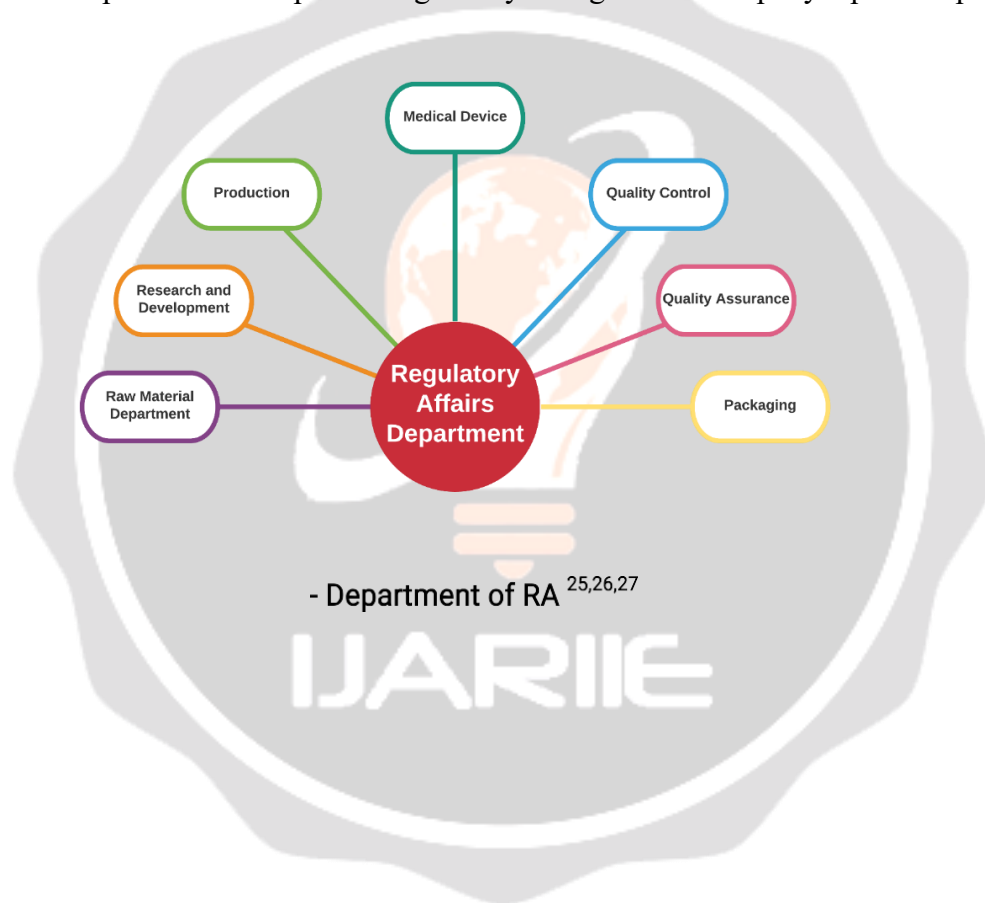 Medical Device
Production
Quality Control
Research and
Development
Quality Assurance
Raw Material
Department
Packaging
Regulatory
Affairs
Department
- Department of RA 25,26,27
IJARIIE